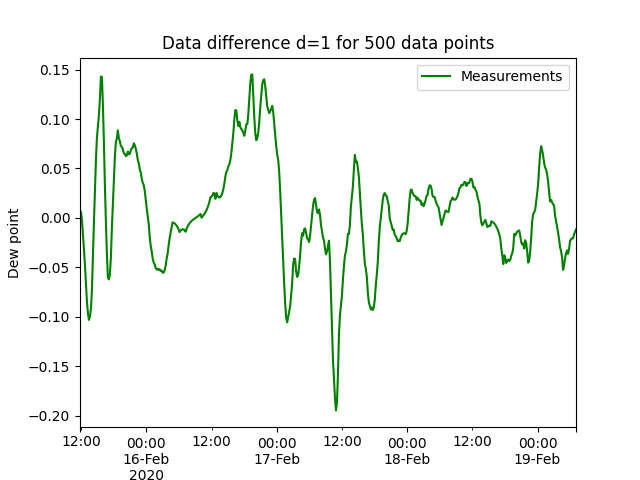 Data difference d=1 for 500 data points
Measurements
Dew point
0.15
0.10
0.05
0.00
−0.05
−0.10
−0.15
−0.20
12:00 00:00 12:00 00:00 12:00 00:00 12:00 00:00
16-Feb 17-Feb 18-Feb 19-Feb
2020